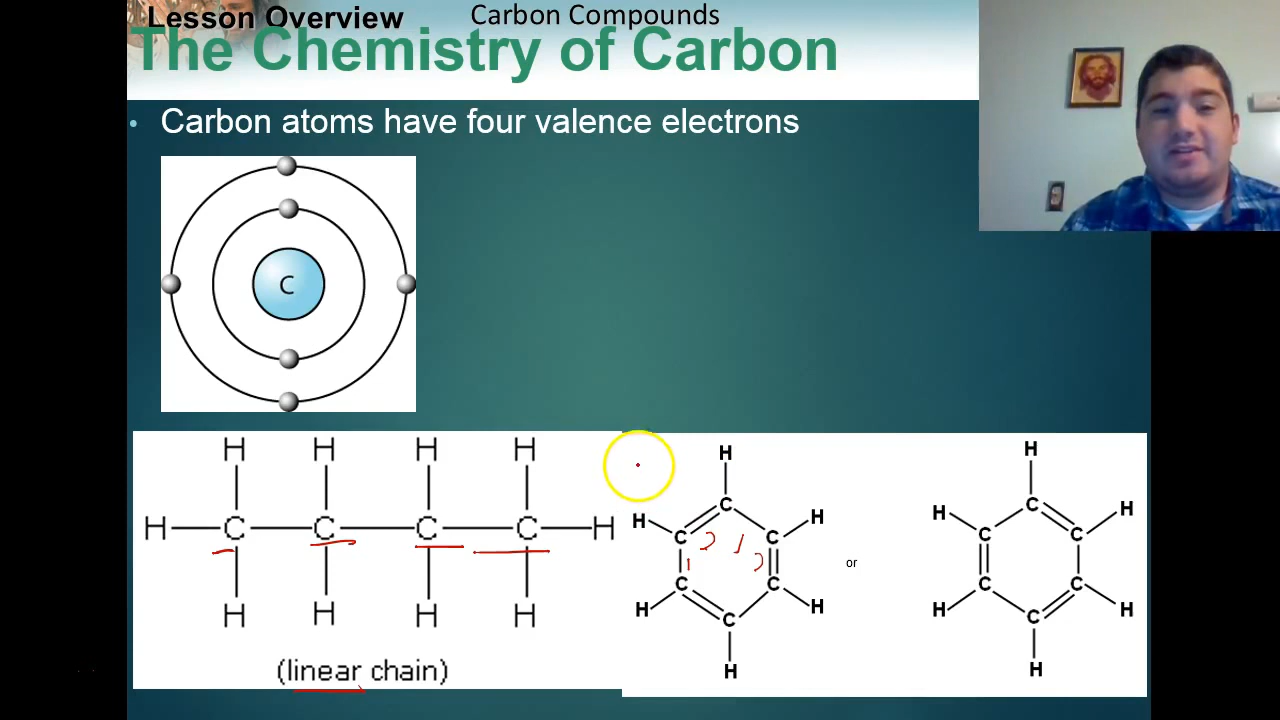 Lesson Overview Carbon Compounds
The Chemistry of Carbon
• Carbon atoms have four valence electrons
C
H H H H
H C C C C H
H H H H
(linear chain)
H
H C H
C C
C C
H C H
H
or
H
H C H
C C
C C
H C H
H